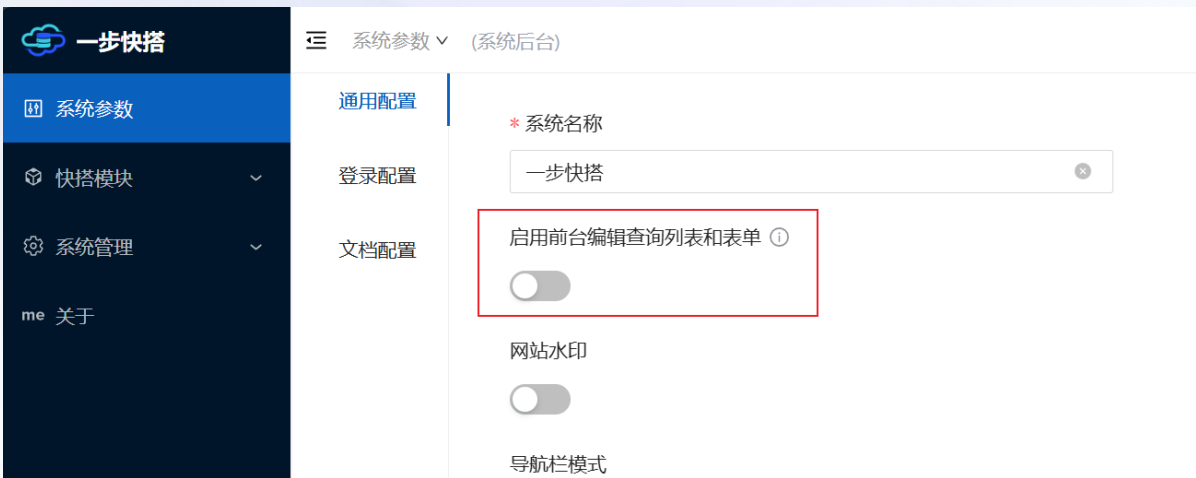 一步快搭
系统参数
快搭模块
系统管理
me 关于
系统参数 (系统后台)
通用配置
登录配置
文档配置
* 系统名称
一步快搭
启用前台编辑查询列表和表单
网站水印
导航栏模式